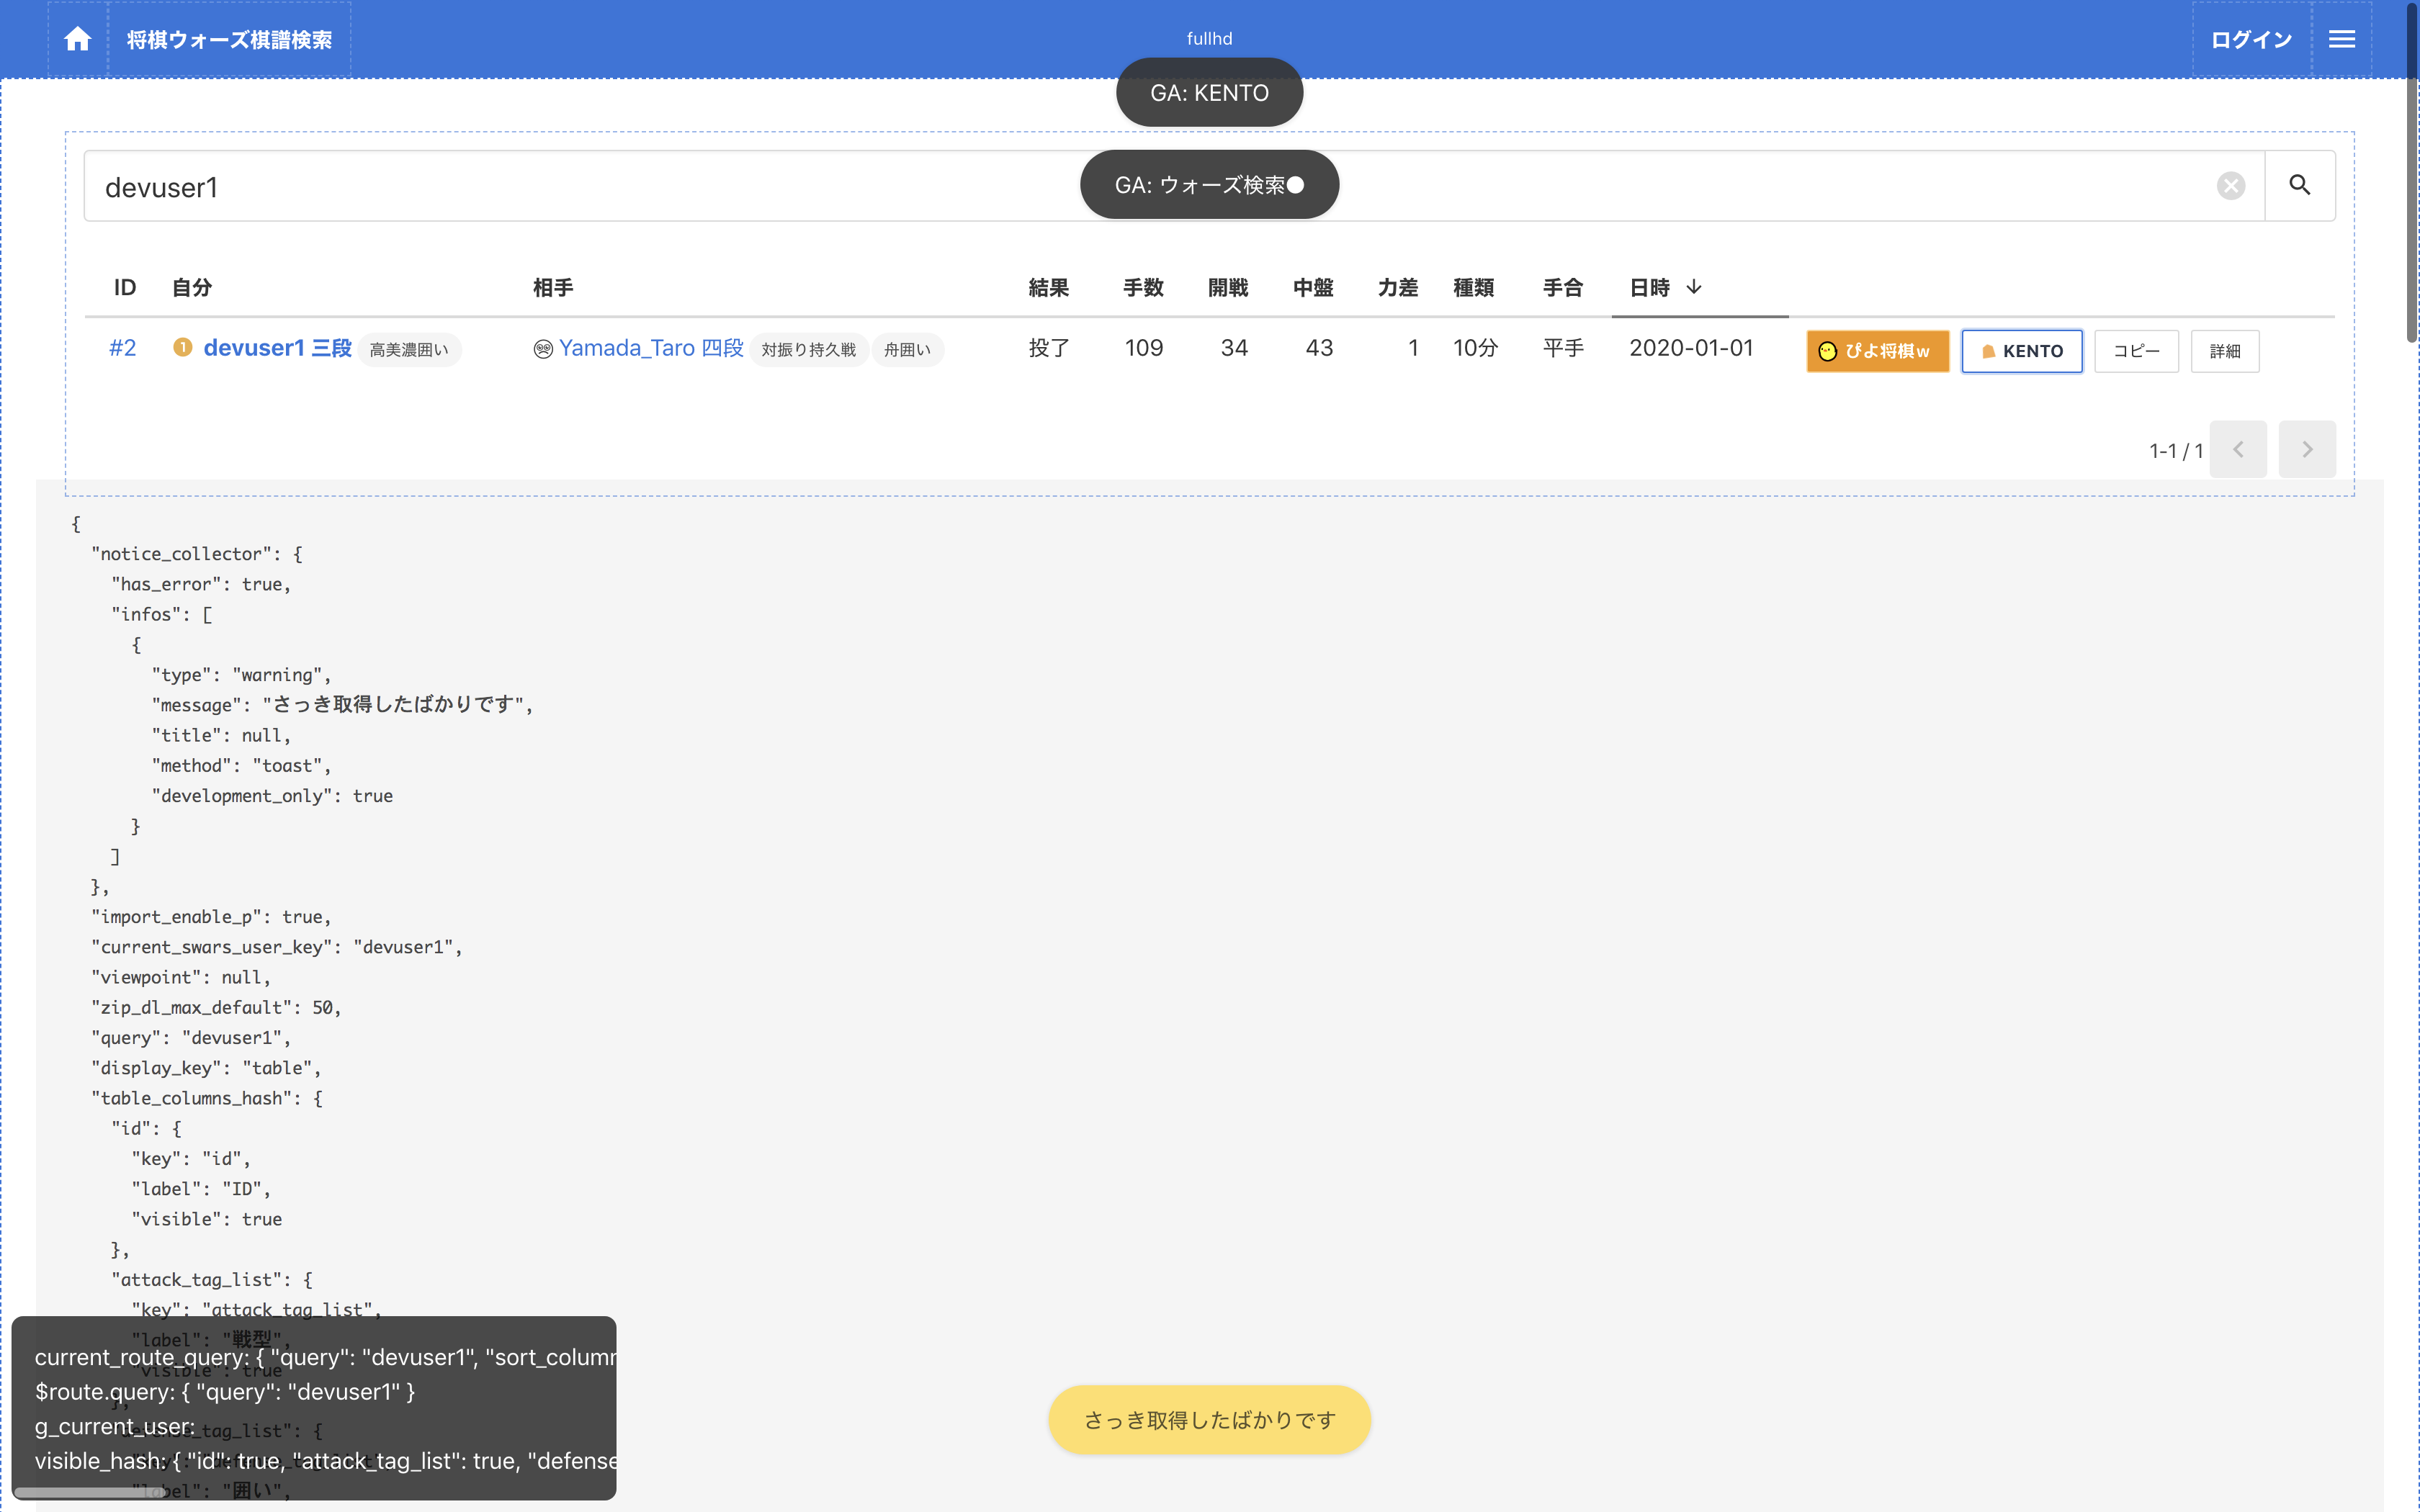 将棋ウォーズ棋譜検索
fullhd
ログイン
GA: KENTO
devuser1
GA: ウォーズ検索●
ID 自分 相手 結果 手数 開戦 中盤 力差 種類 手合 日時
#2 1 devuser1 三段 高美濃囲い Yamada_Taro 四段 対振り持久戦 舟囲い 投了 109 34 43 1 10分 平手 2020-01-01 ぴよ将棋w KENTO コピー 詳細
1-1 / 1
{
"notice_collector": {
"has_error": true,
"infos": [
{
"type": "warning",
"message": "さっき取得したばかりです",
"title": null,
"method": "toast",
"development_only": true
}
]
},
"import_enable_p": true,
"current_swars_user_key": "devuser1",
"viewpoint": null,
"zip_dl_max_default": 50,
"query": "devuser1",
"display_key": "table",
"table_columns_hash": {
"id": {
"key": "id",
"label": "ID",
"visible": true
},
"attack_tag_list": {
"key": "attack_tag_list",
"label": "戦型",
"visible": true
},
"label": "囲い",
current_route_query: { "query": "devuser1", "sort_column
$route.query: { "query": "devuser1" }
g_current_user:
visible_hash: { "id": true, "attack_tag_list": true, "defense
さっき取得したばかりです